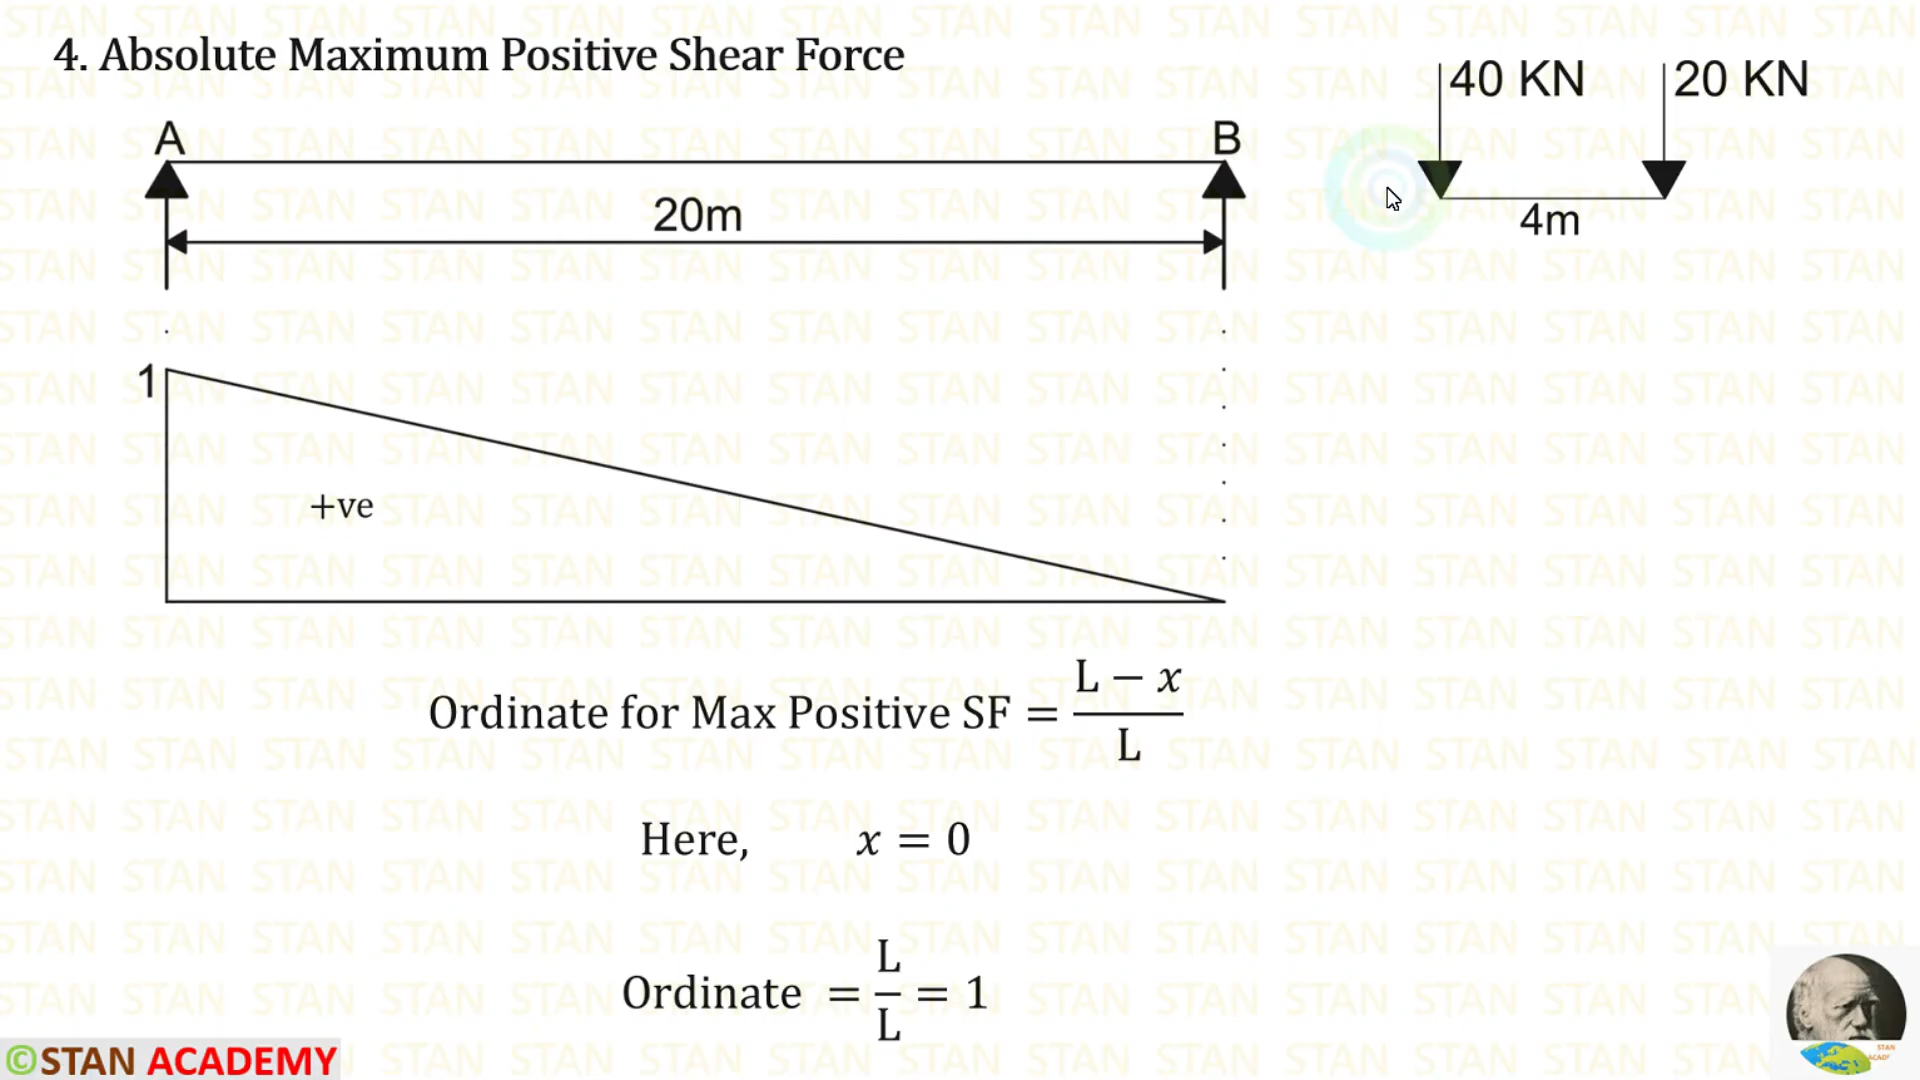 4. Absolute Maximum Positive Shear Force
40 KN 20 KN
A B
20m
4m
1
+ve
Ordinate for Max Positive SF = L − x / L
Here, x = 0
Ordinate = L / L = 1
©STAN ACADEMY
STAN